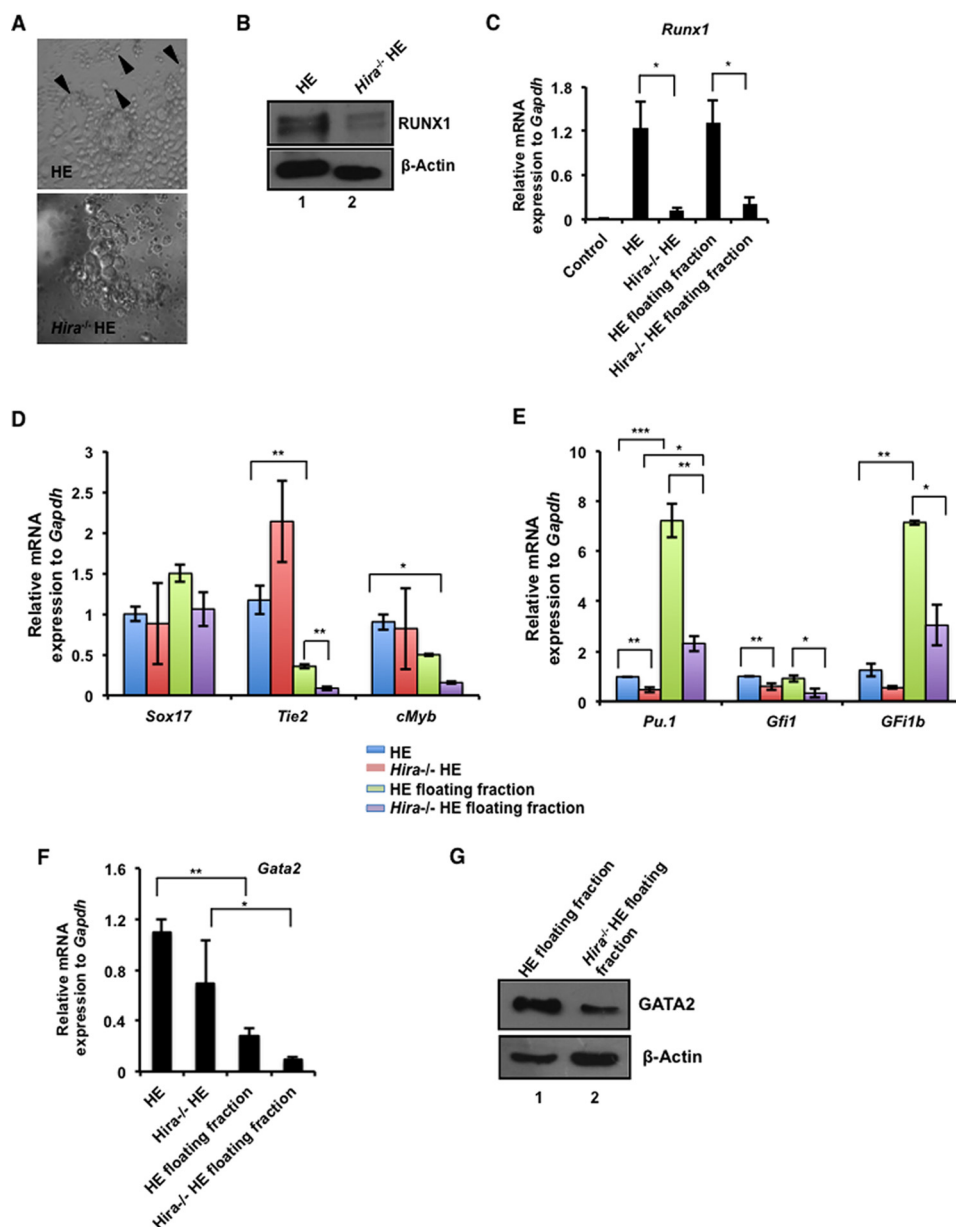 A
HE
Hira-/- HE
B
HE
Hira-/- HE
RUNX1
β-Actin
1 2
C
Runx1
*
*
Relative mRNA
expression to Gapdh
1.8
1.2
0.6
0
Control
HE
Hira-/- HE
HE floating fraction
Hira-/- HE floating fraction
D
Relative mRNA
expression to Gapdh
3
2.5
2
1.5
1
0.5
0
**
**
*
Sox17
Tie2
cMyb
E
Relative mRNA
expression to Gapdh
10
8
6
4
2
0
***
*
**
**
**
*
**
*
Pu.1
Gfi1
GFi1b
HE
Hira-/- HE
HE floating fraction
Hira-/- HE floating fraction
F
Gata2
Relative mRNA
expression to Gapdh
1.6
1.2
0.8
0.4
0
**
*
HE
Hira-/- HE
HE floating fraction
Hira-/- HE floating fraction
G
HE floating fraction
Hira-/- HE floating
fraction
GATA2
β-Actin
1 2